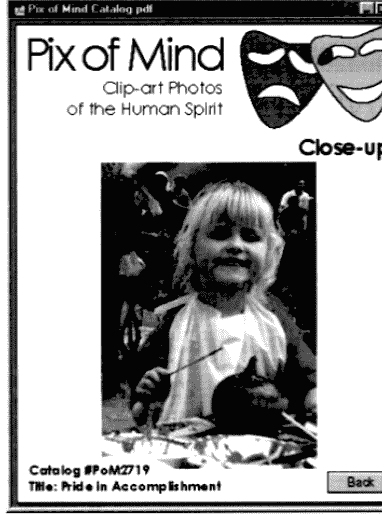 Pix of Mind Catalog.pdf
Pix of Mind
Clip-art Photos
of the Human Spirit
Close-up
Catalog #PoM2719
Title: Pride in Accomplishment
Back